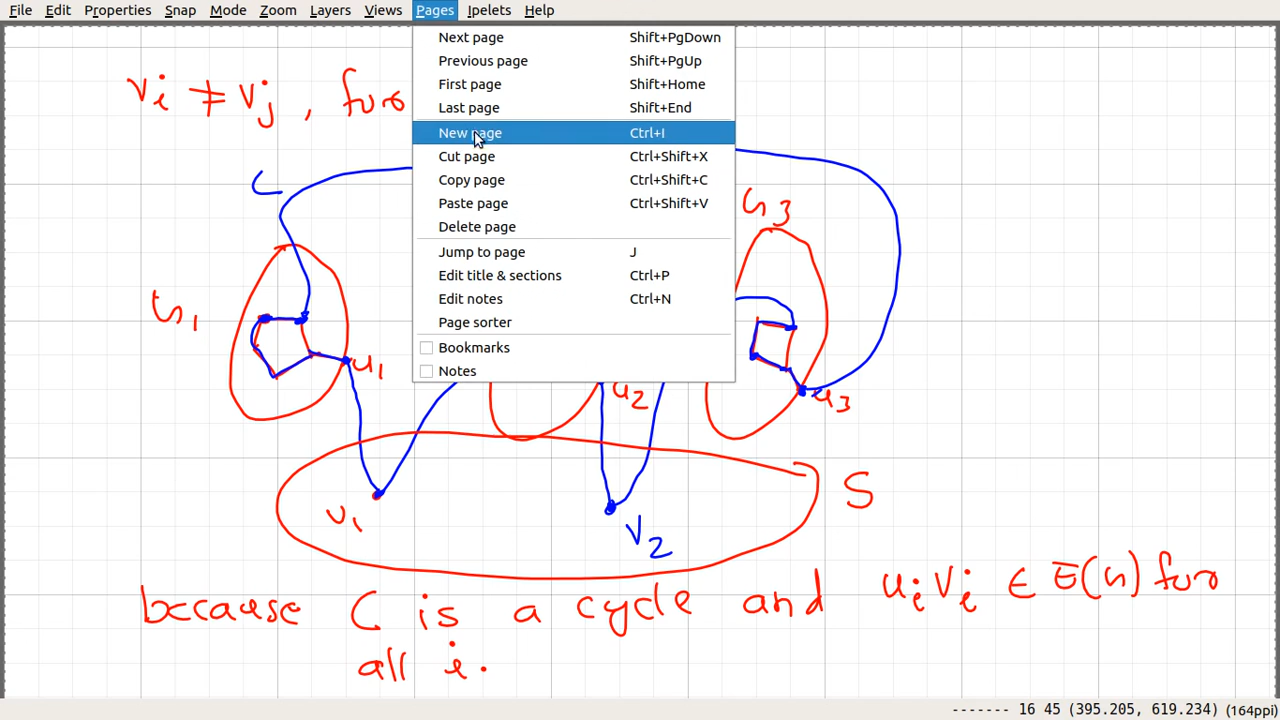 File Edit Properties Snap Mode Zoom Layers Views Pages Ipelets Help
Next page Shift+PgDown
Previous page Shift+PgUp
First page Shift+Home
Last page Shift+End
New page Ctrl+I
Cut page Ctrl+Shift+X
Copy page Ctrl+Shift+C
Paste page Ctrl+Shift+V
Delete page
Jump to page J
Edit title & sections Ctrl+P
Edit notes Ctrl+N
Page sorter
Bookmarks
Notes
Vi ≠ Vj, for
C
G3
G1
u1
u2
u3
S
v1
V2
because C is a cycle and uiVi ∈ E(G) for
all i.
------- 16 45 (395.205, 619.234) (164ppi)